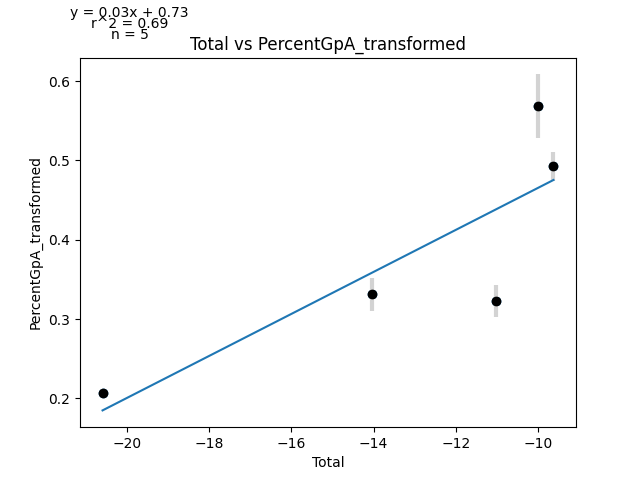 y = 0.03x + 0.73
r^2 = 0.69
n = 5
Total vs PercentGpA_transformed
0.6
0.5
0.4
0.3
0.2
PercentGpA_transformed
−20
−18
−16
−14
−12
−10
Total